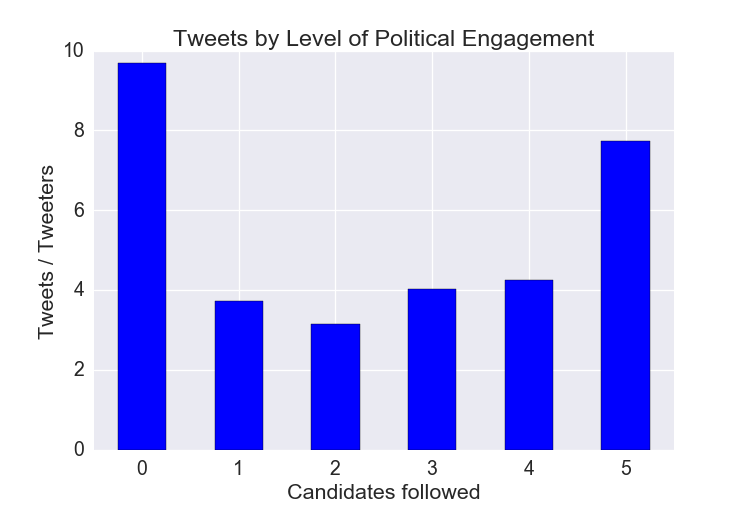 Tweets by Level of Political Engagement
10
8
6
4
2
0
Tweets / Tweeters
0 1 2 3 4 5
Candidates followed